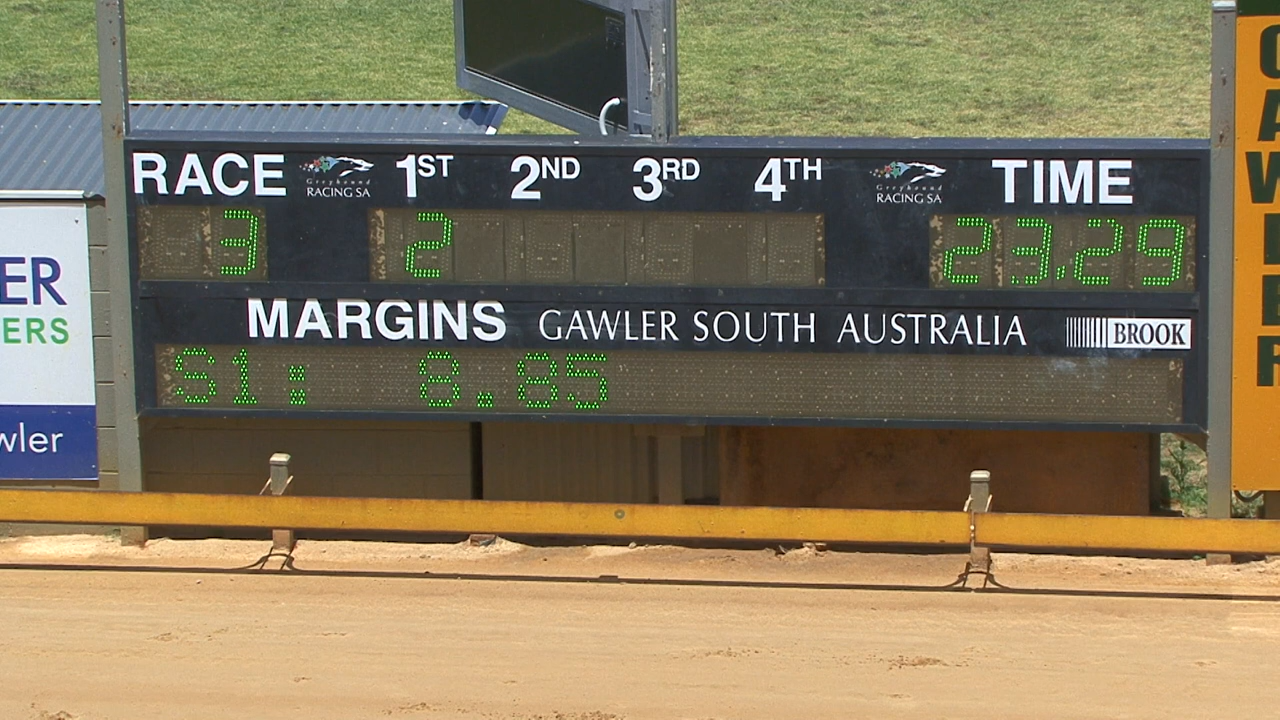 RACE 1ST 2ND 3RD 4TH TIME
Greyhound Greyhound
RACING SA RACING SA
3 2 23.29
MARGINS GAWLER SOUTH AUSTRALIA BROOK
S1: 8.85
ER
ERS
wler
GAWLER